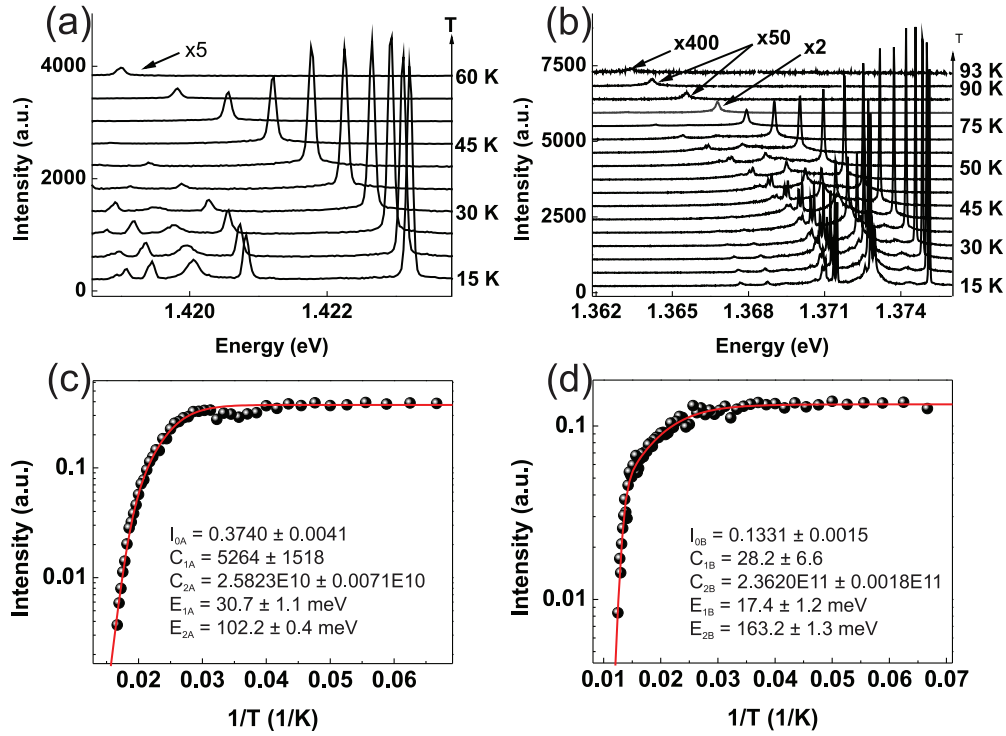 (a)
x5
T
60 K
45 K
30 K
15 K
4000
2000
0
Intensity (a.u.)
1.420
1.422
Energy (eV)
(b)
x400
x50
x2
T
93 K
90 K
75 K
50 K
45 K
30 K
15 K
7500
5000
2500
0
Intensity (a.u.)
1.362
1.365
1.368
1.371
1.374
Energy (eV)
(c)
0.1
0.01
Intensity (a.u.)
I0A = 0.3740 ± 0.0041
C1A = 5264 ± 1518
C2A = 2.5823E10 ± 0.0071E10
E1A = 30.7 ± 1.1 meV
E2A = 102.2 ± 0.4 meV
0.02
0.03
0.04
0.05
0.06
1/T (1/K)
(d)
0.1
0.01
Intensity (a.u.)
I0B = 0.1331 ± 0.0015
C1B = 28.2 ± 6.6
C2B = 2.3620E11 ± 0.0018E11
E1B = 17.4 ± 1.2 meV
E2B = 163.2 ± 1.3 meV
0.01
0.02
0.03
0.04
0.05
0.06
0.07
1/T (1/K)